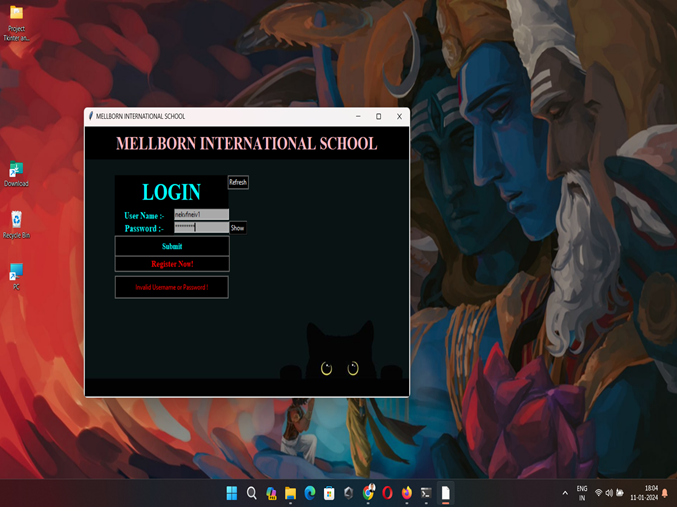 Project
Tkinter an...
Download
Recycle Bin
PC
MELLBORN INTERNATIONAL SCHOOL
MELLBORN INTERNATIONAL SCHOOL
LOGIN
Refresh
User Name :-
Password :-
********
Show
Submit
Register Now!
Invalid Username or Password !
ENG
IN
18:04
11-01-2024